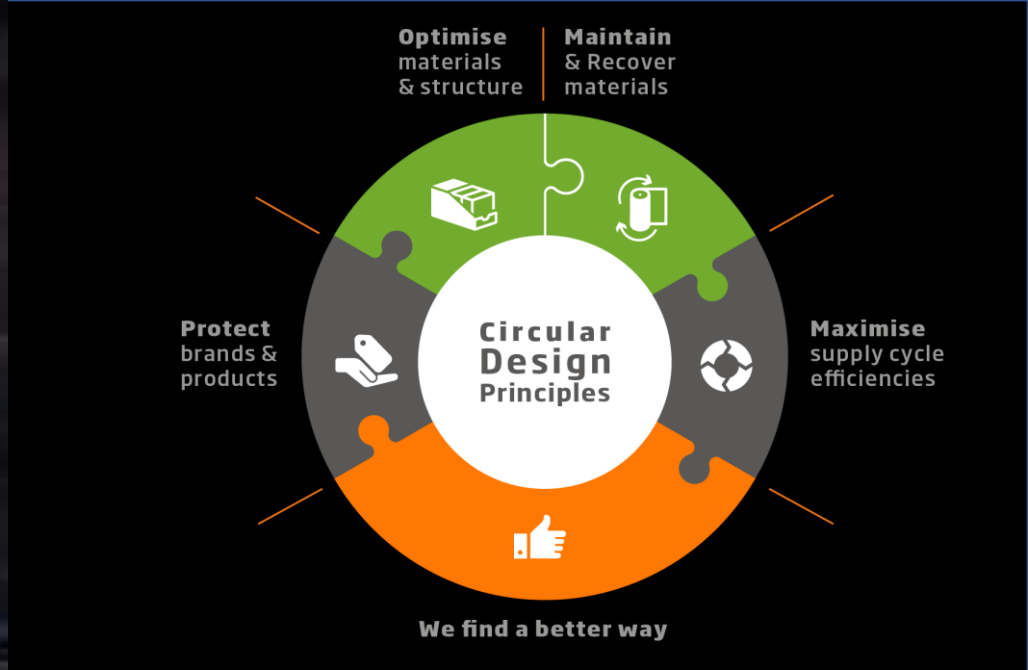 Optimise
materials
& structure
Maintain
& Recover
materials
Protect
brands &
products
Circular
Design
Principles
Maximise
supply cycle
efficiencies
We find a better way